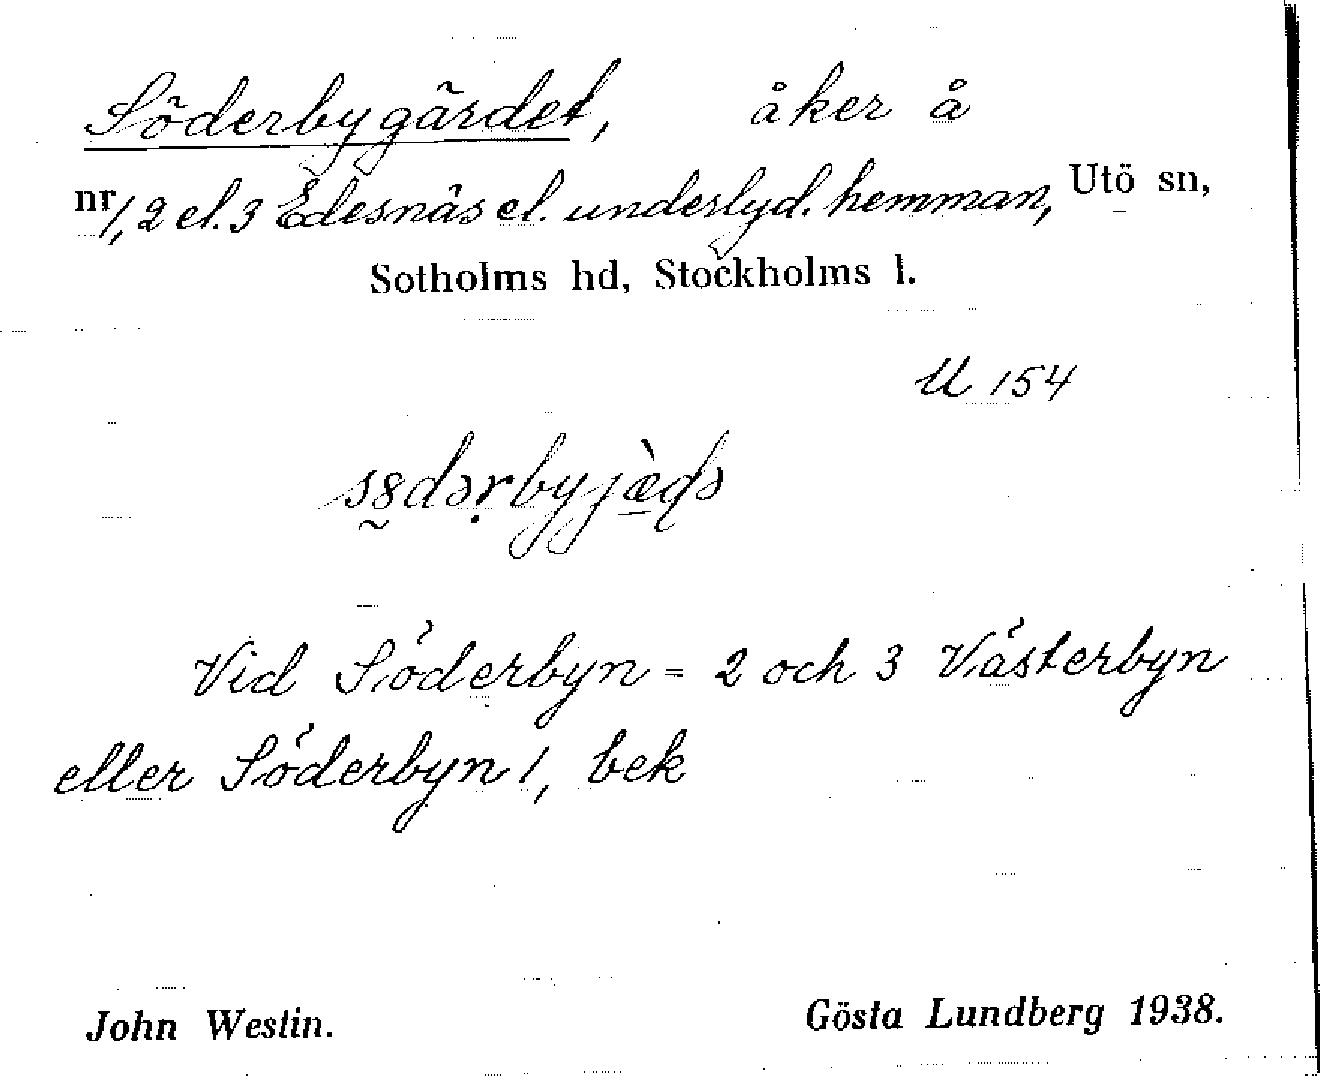 Söderbygärdet, åker å
nr 1, 2 el. 3 Edesnäs el. underlyd. hemman, Utö sn,
Sotholms hd, Stockholms l.
U 154
Vid Söderbyn = 2 och 3 Västerbyn
eller Söderbyn 1, bek
John Westin. Gösta Lundberg 1938.